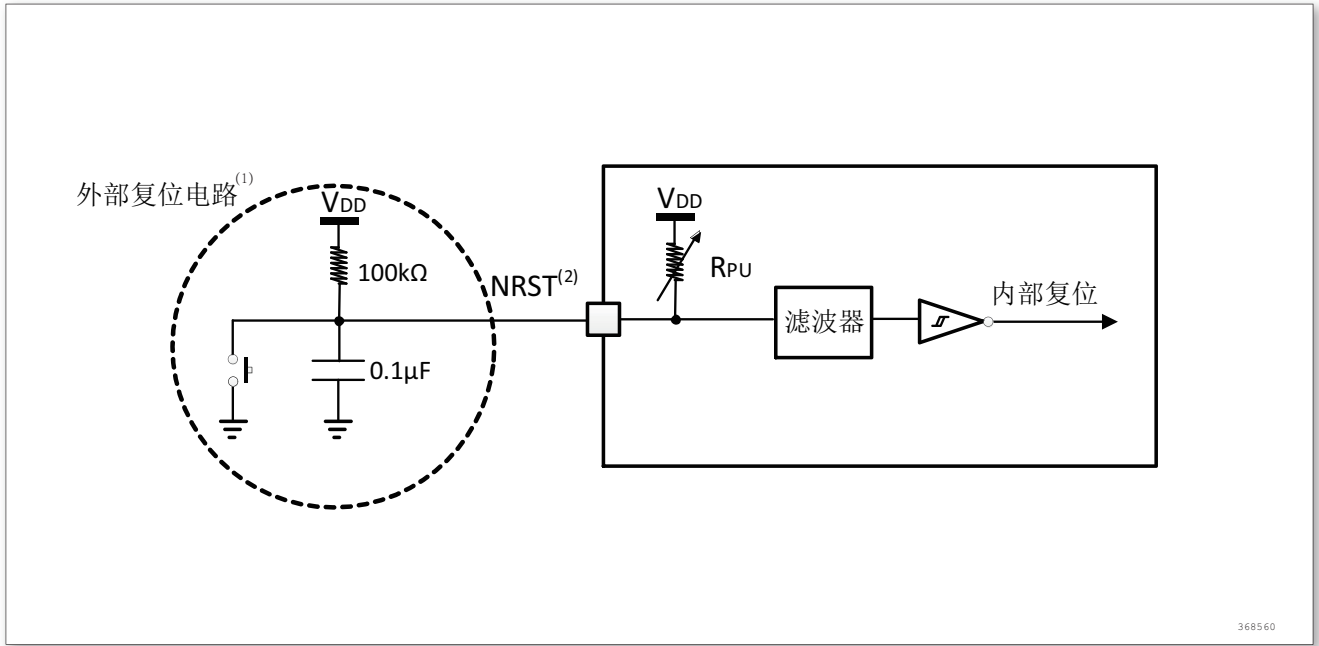 外部复位电路(1)
VDD
100kΩ
0.1μF
NRST(2)
VDD
RPU
滤波器
内部复位
368560